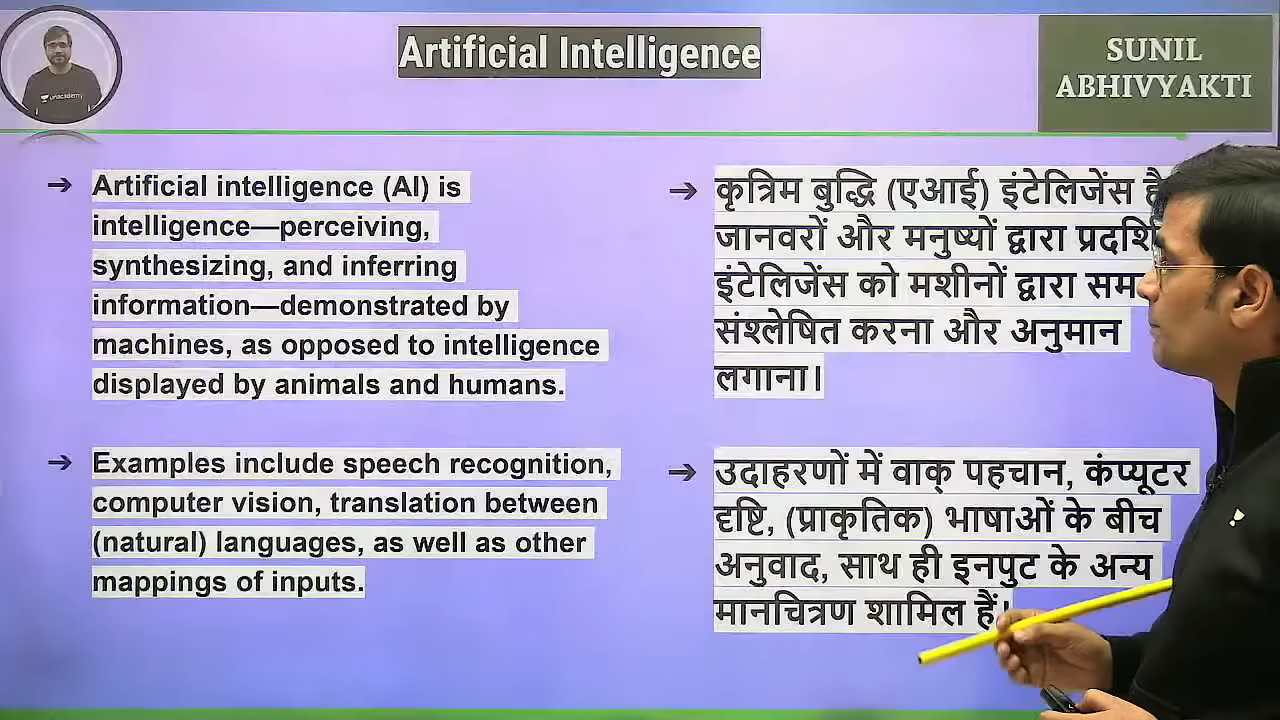 Artificial Intelligence
SUNIL
ABHIVYAKTI
unacademy
➔ Artificial intelligence (AI) is
intelligence—perceiving,
synthesizing, and inferring
information—demonstrated by
machines, as opposed to intelligence
displayed by animals and humans.
➔ Examples include speech recognition,
computer vision, translation between
(natural) languages, as well as other
mappings of inputs.
➔ कृत्रिम बुद्धि (एआई) इंटेलिजेंस है
जानवरों और मनुष्यों द्वारा
इंटेलिजेंस को मशीनों द्वारा
संश्लेषित करना और अनुमान
लगाना।
➔ उदाहरणों में वाक् पहचान, कंप्यूटर
दृष्टि, (प्राकृतिक) भाषाओं के बीच
अनुवाद, साथ ही इनपुट के अन्य
मानचित्रण शामिल हैं।